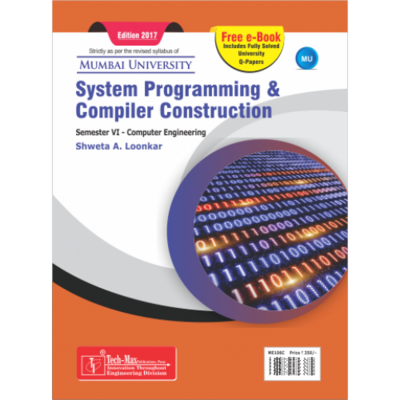 Edition 2017
Strictly as per the revised syllabus of
MUMBAI UNIVERSITY
Free e-Book
Includes Fully Solved
University
Q-Papers
MU
System Programming &
Compiler Construction
Semester VI - Computer Engineering
Shweta A. Loonkar
Tech-Max
Innovation Throughout
Engineering Division